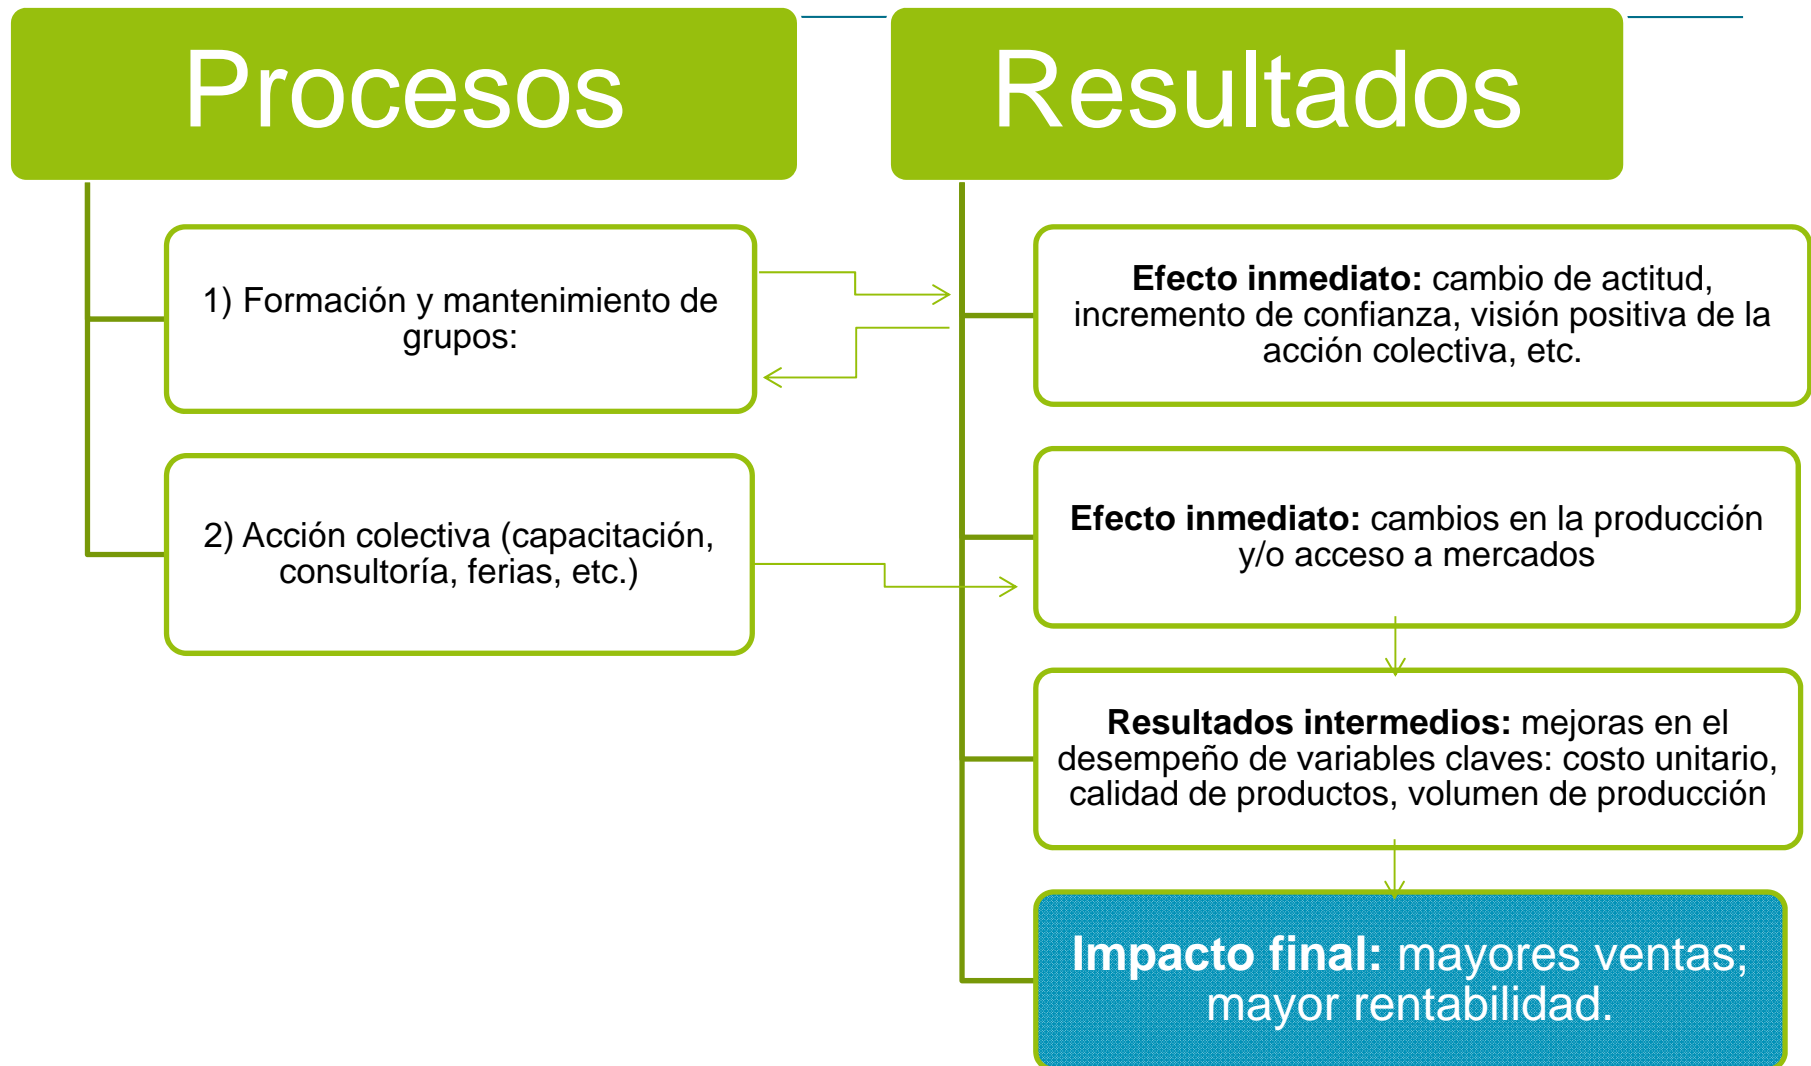 Procesos
1) Formación y mantenimiento de
grupos:
2) Acción colectiva (capacitación,
consultoría, ferias, etc.)
Resultados
Efecto inmediato: cambio de actitud,
incremento de confianza, visión positiva de la
acción colectiva, etc.
Efecto inmediato: cambios en la producción
y/o acceso a mercados
Resultados intermedios: mejoras en el
desempeño de variables claves: costo unitario,
calidad de productos, volumen de producción
Impacto final: mayores ventas;
mayor rentabilidad.